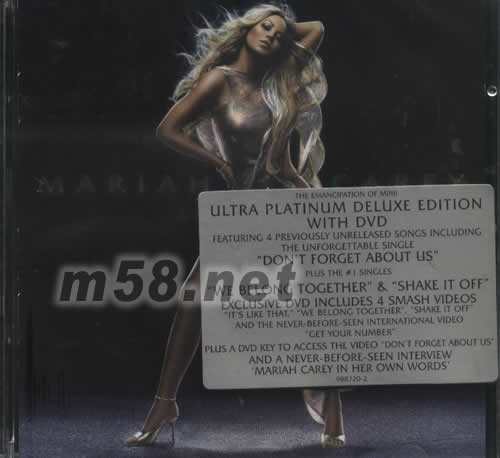 MARIAH CAREY
THE EMANCIPATION OF MIMI
ULTRA PLATINUM DELUXE EDITION
WITH DVD
FEATURING 4 PREVIOUSLY UNRELEASED SONGS INCLUDING
THE UNFORGETTABLE SINGLE
"DON'T FORGET ABOUT US"
PLUS THE #1 SINGLES
"WE BELONG TOGETHER" & "SHAKE IT OFF"
EXCLUSIVE DVD INCLUDES 4 SMASH VIDEOS
"IT'S LIKE THAT," "WE BELONG TOGETHER", "SHAKE IT OFF"
AND THE NEVER-BEFORE-SEEN INTERNATIONAL VIDEO
"GET YOUR NUMBER"
PLUS A DVD KEY TO ACCESS THE VIDEO "DON'T FORGET ABOUT US"
AND A NEVER-BEFORE-SEEN INTERVIEW
'MARIAH CAREY IN HER OWN WORDS'
988720-2
m58.net